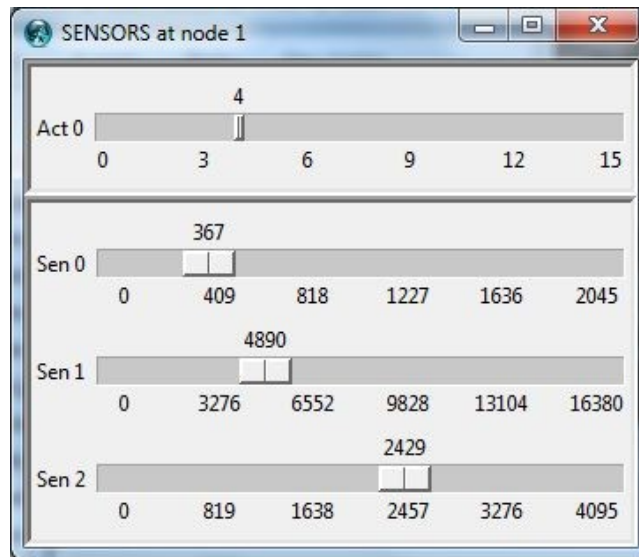 SENSORS at node 1
4
Act 0
0 3 6 9 12 15
367
Sen 0
0 409 818 1227 1636 2045
4890
Sen 1
0 3276 6552 9828 13104 16380
2429
Sen 2
0 819 1638 2457 3276 4095